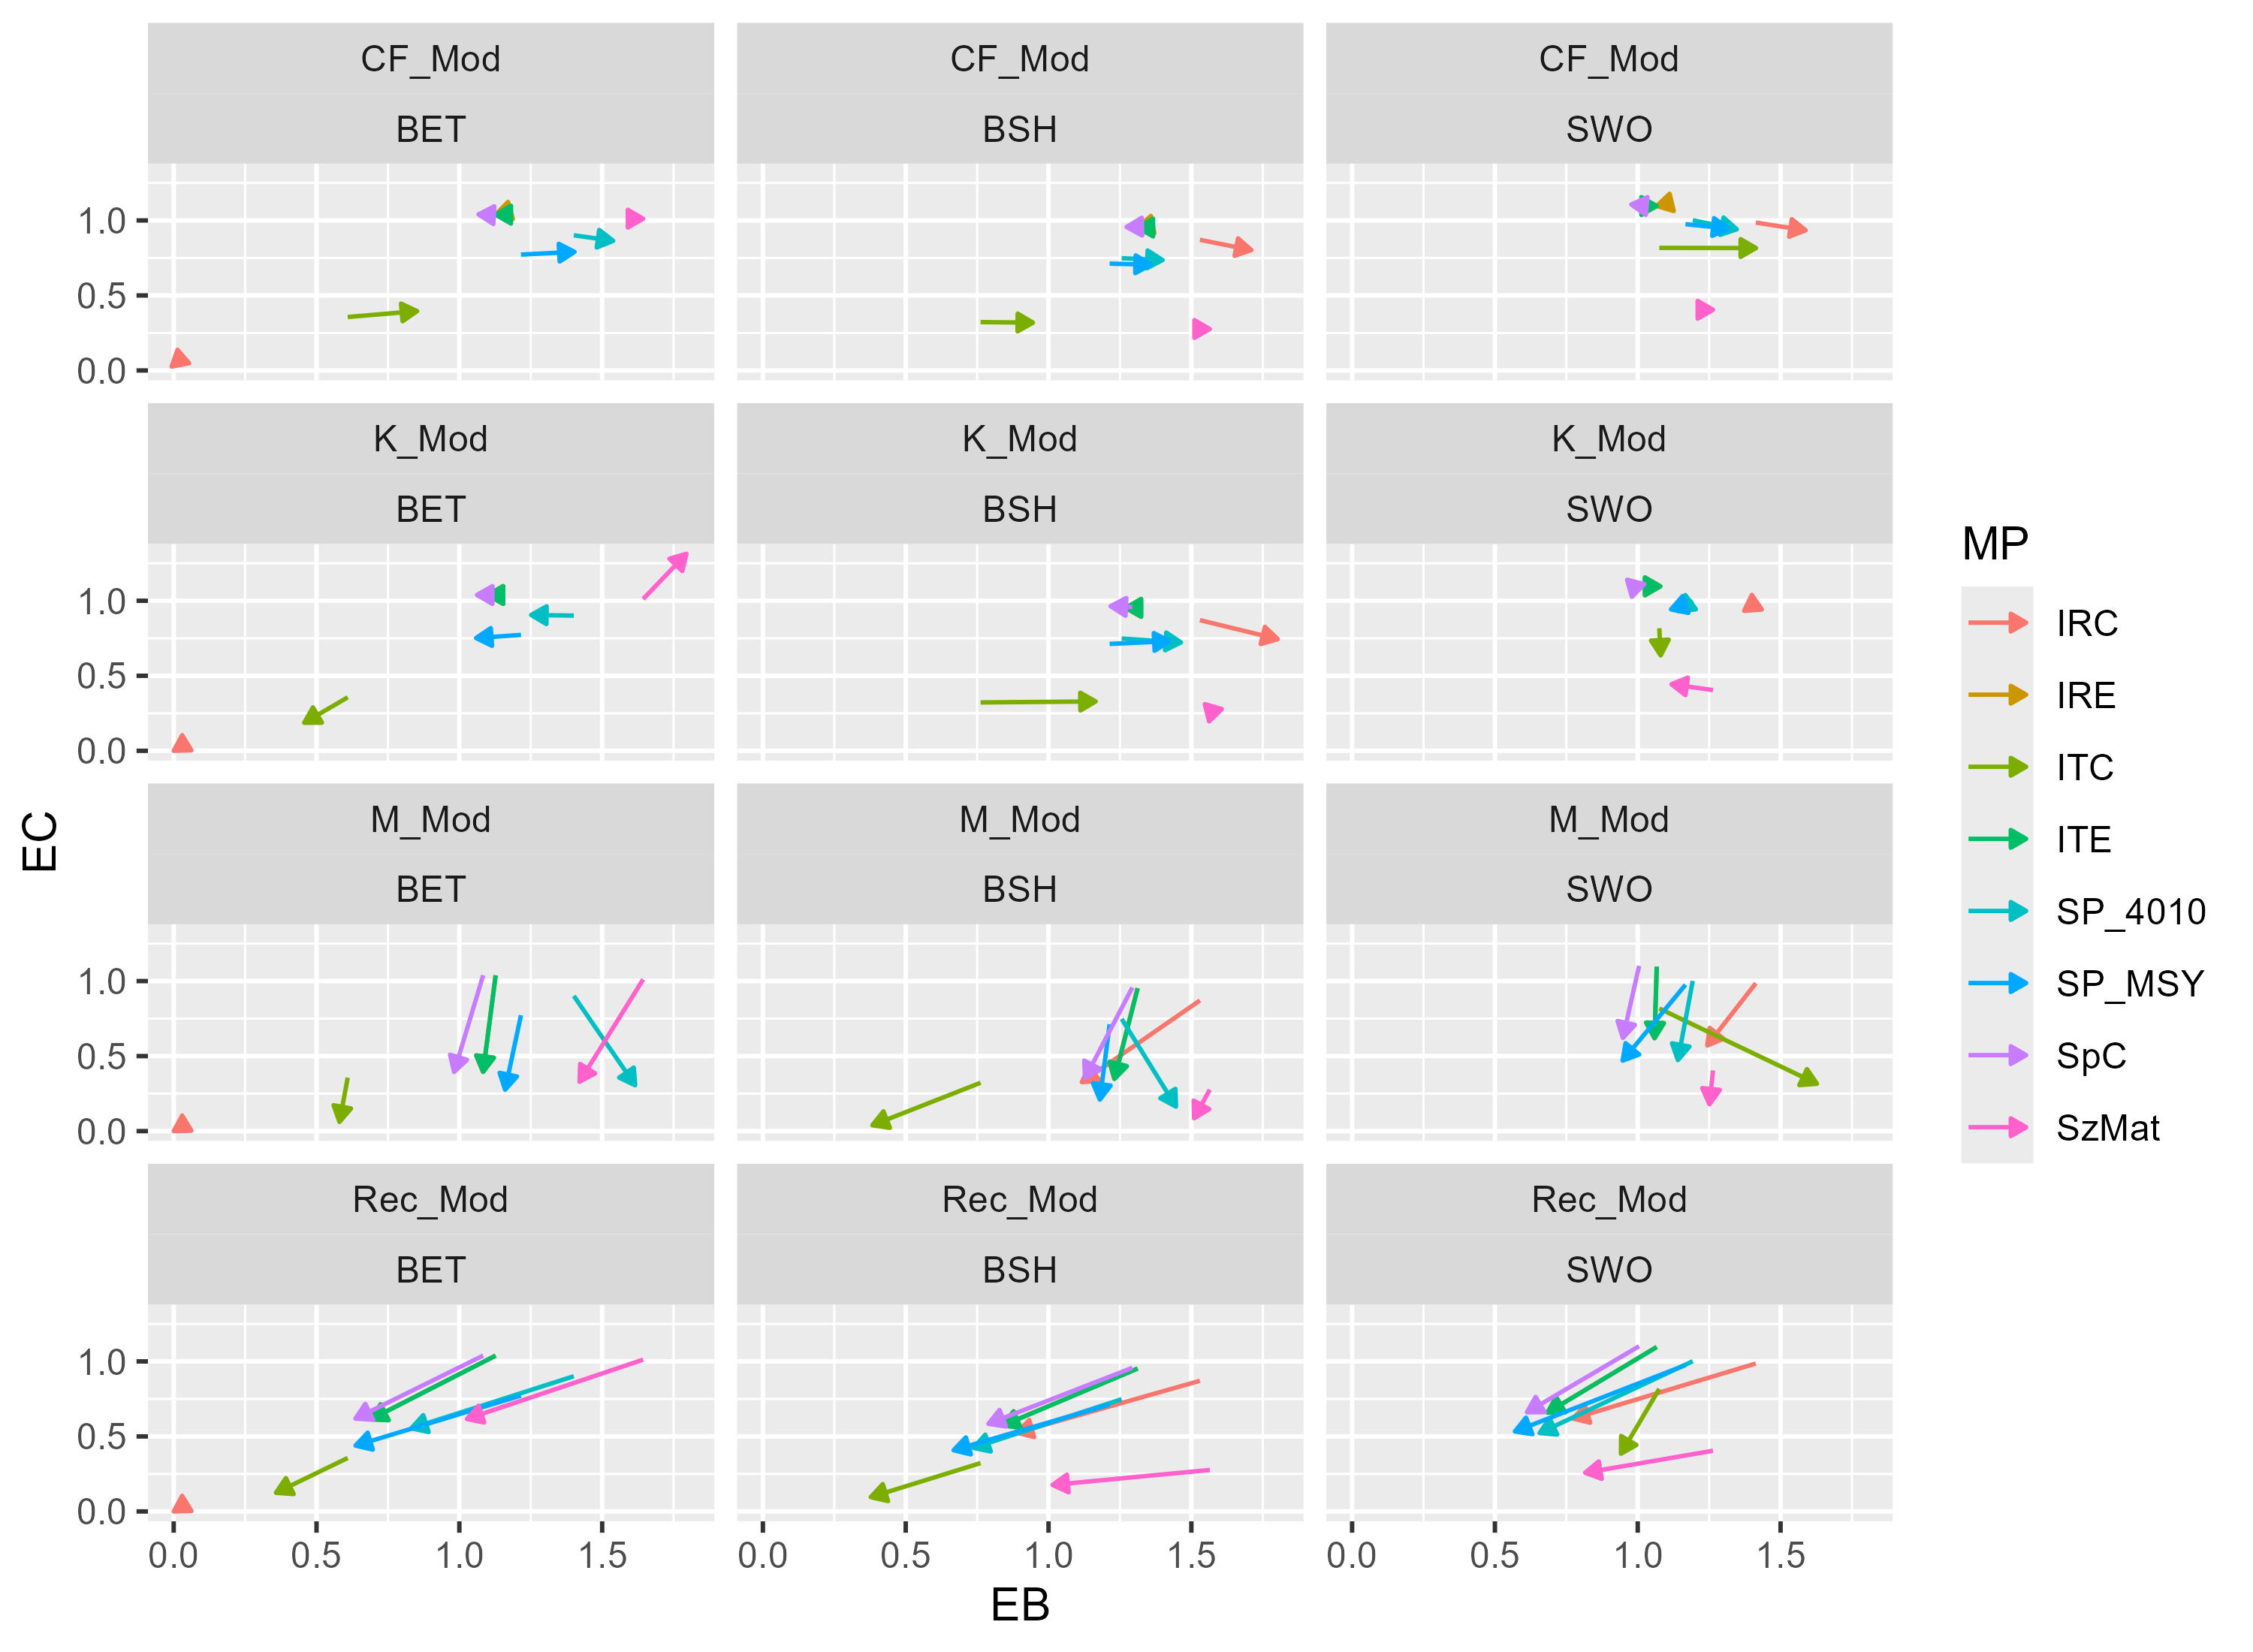 CF_Mod CF_Mod CF_Mod
BET BSH SWO
1.0
0.5
0.0
K_Mod K_Mod K_Mod
BET BSH SWO
1.0
0.5
0.0
M_Mod M_Mod M_Mod
BET BSH SWO
1.0
0.5
0.0
Rec_Mod Rec_Mod Rec_Mod
BET BSH SWO
1.0
0.5
0.0
0.0 0.5 1.0 1.5 0.0 0.5 1.0 1.5 0.0 0.5 1.0 1.5
EB
EC
MP
IRC
IRE
ITC
ITE
SP_4010
SP_MSY
SpC
SzMat